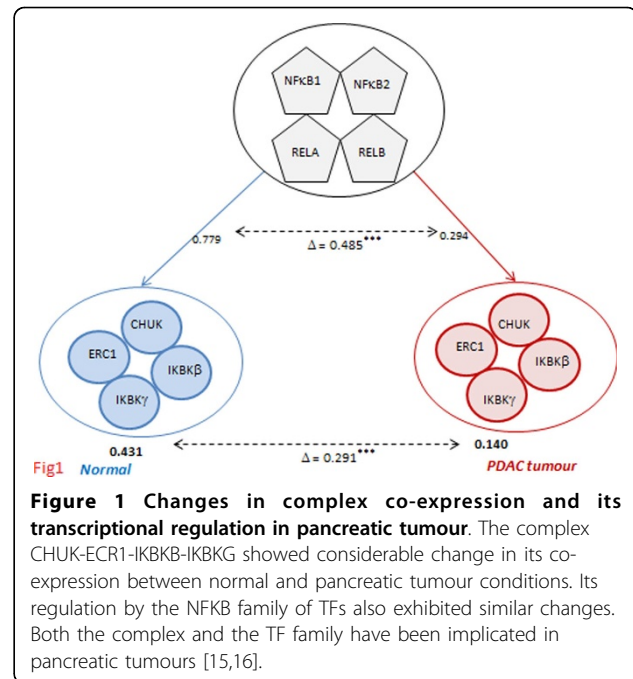 NFκB1 NFκB2
RELA RELB
0.779 0.294
Δ = 0.485***
CHUK CHUK
ERC1 ERC1
IKBKβ IKBKβ
IKBKγ IKBKγ
0.431 0.140
Δ = 0.291***
Fig1 Normal PDAC tumour
Figure 1 Changes in complex co-expression and its
transcriptional regulation in pancreatic tumour. The complex
CHUK-ECR1-IKBKB-IKBKG showed considerable change in its co-
expression between normal and pancreatic tumour conditions. Its
regulation by the NFKB family of TFs also exhibited similar changes.
Both the complex and the TF family have been implicated in
pancreatic tumours [15,16].